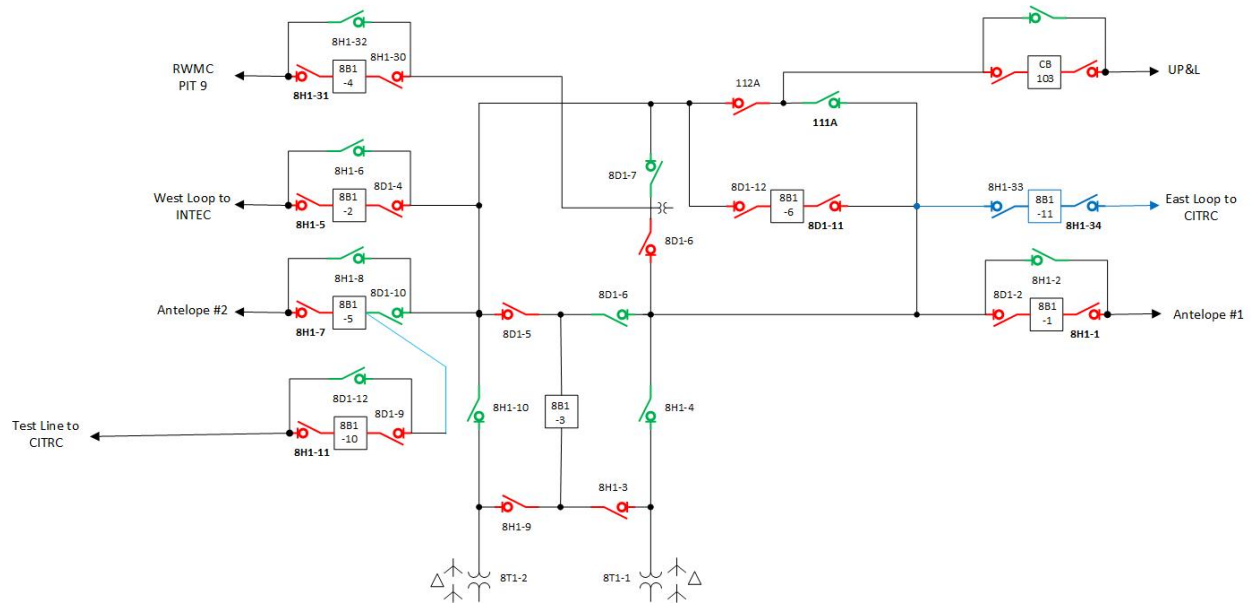 8H1-32
RWMC
PIT 9
8H1-30
8B1
-4
8H1-31
112A
111A
CB
103
UP&L
8H1-6
8D1-4
West Loop to
INTEC
8B1
-2
8H1-5
8D1-7
8D1-12
8B1
-6
8D1-11
8H1-33
8B1
-11
8H1-34
East Loop to
CITRC
8D1-6
8H1-8
8D1-10
Antelope #2
8B1
-5
8H1-7
8D1-5
8D1-6
8H1-2
8D1-2
8B1
-1
8H1-1
Antelope #1
8D1-12
8D1-9
Test Line to
CITRC
8B1
-10
8H1-11
8H1-10
8B1
-3
8H1-4
8H1-3
8H1-9
8T1-2
8T1-1